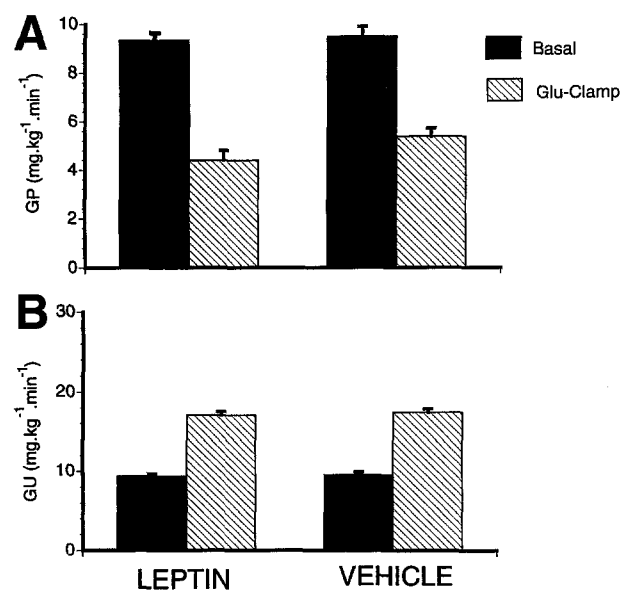 A
GP (mg.kg⁻¹.min⁻¹)
10
8
6
4
2
0
Basal
Glu-Clamp
B
GU (mg.kg⁻¹.min⁻¹)
30
20
10
0
LEPTIN VEHICLE